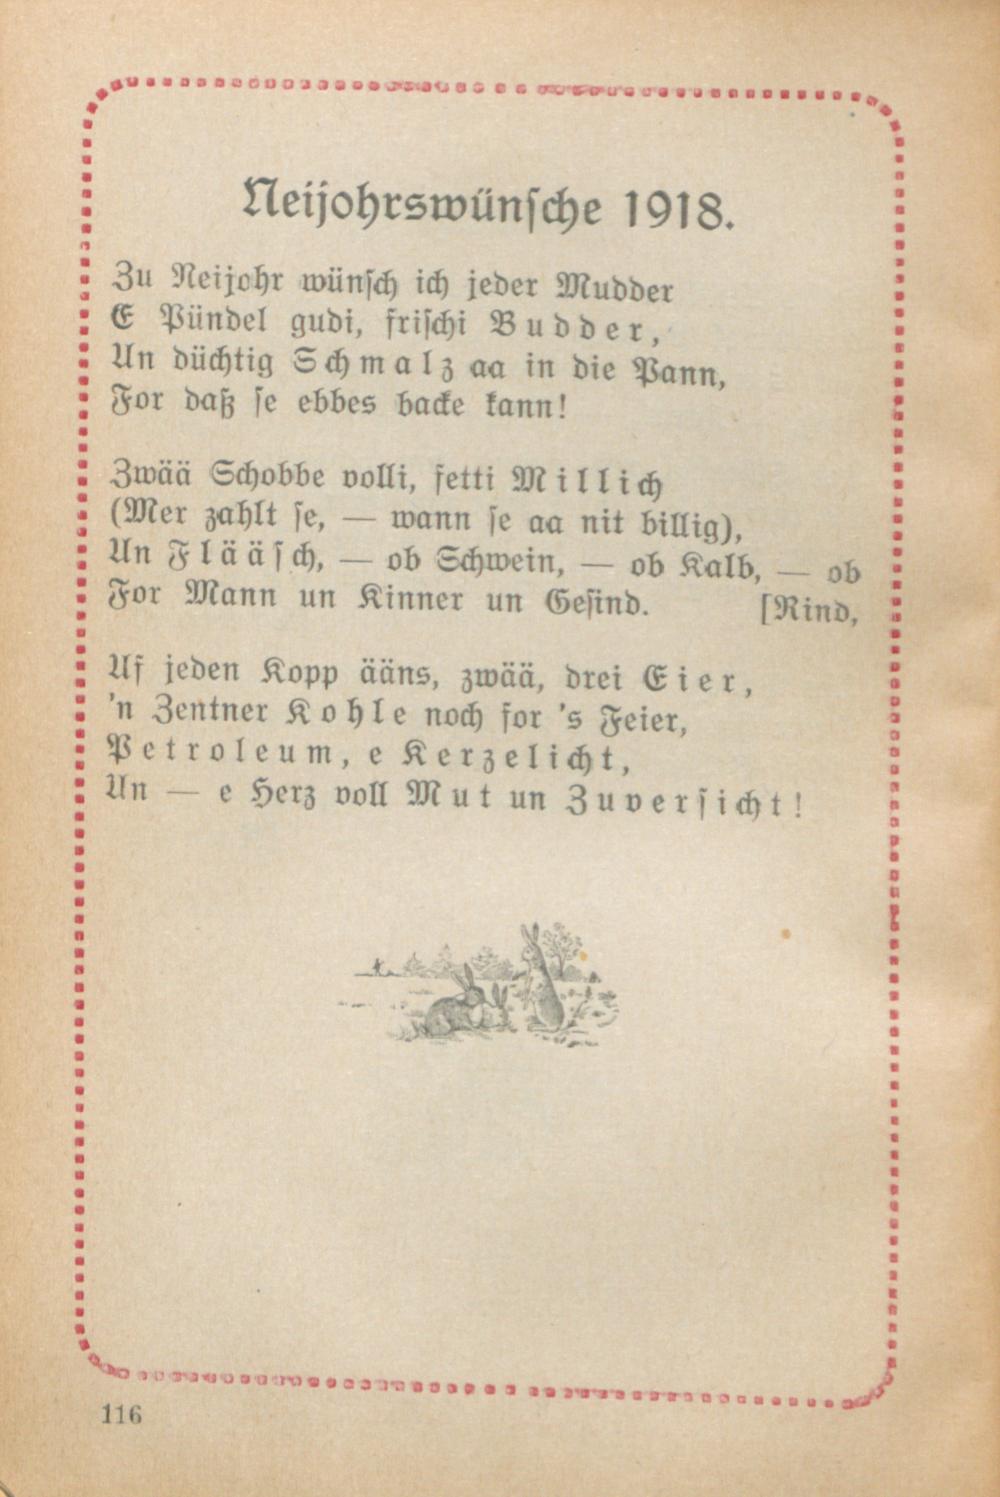 Neijohrswünsche 1918.
Zu Neijohr wünsch ich jeder Mudder
E Pündel gudi, frischi Budder,
Un düchtig Schmalz aa in die Pann,
For daß se ebbes backe kann!
Zwää Schobbe volli, fetti Millich
(Mer zahlt se, — wann se aa nit billig),
Un Flääsch, — ob Schwein, — ob Kalb, — ob
For Mann un Kinner un Gesind. [Rind,
Uf jeden Kopp ääns, zwää, drei Eier,
'n Zentner Kohle noch for 's Feier,
Petroleum, e Kerzelicht,
Un — e Herz voll Mut un Zuversicht!
116